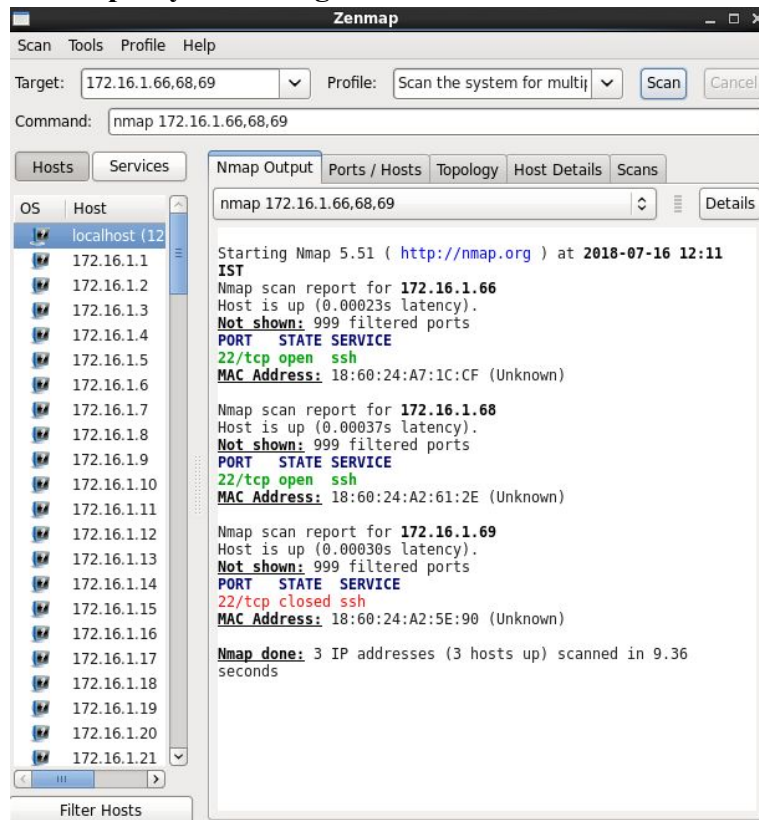 Zenmap
Scan Tools Profile Help
Target: 172.16.1.66,68,69 Profile: Scan the system for multip Scan Cancel
Command: nmap 172.16.1.66,68,69
Hosts Services
OS Host
localhost (12
172.16.1.1
172.16.1.2
172.16.1.3
172.16.1.4
172.16.1.5
172.16.1.6
172.16.1.7
172.16.1.8
172.16.1.9
172.16.1.10
172.16.1.11
172.16.1.12
172.16.1.13
172.16.1.14
172.16.1.15
172.16.1.16
172.16.1.17
172.16.1.18
172.16.1.19
172.16.1.20
172.16.1.21
Filter Hosts
Nmap Output Ports / Hosts Topology Host Details Scans
nmap 172.16.1.66,68,69 Details
Starting Nmap 5.51 ( http://nmap.org ) at 2018-07-16 12:11
IST
Nmap scan report for 172.16.1.66
Host is up (0.00023s latency).
Not shown: 999 filtered ports
PORT STATE SERVICE
22/tcp open ssh
MAC Address: 18:60:24:A7:1C:CF (Unknown)
Nmap scan report for 172.16.1.68
Host is up (0.00037s latency).
Not shown: 999 filtered ports
PORT STATE SERVICE
22/tcp open ssh
MAC Address: 18:60:24:A2:61:2E (Unknown)
Nmap scan report for 172.16.1.69
Host is up (0.00030s latency).
Not shown: 999 filtered ports
PORT STATE SERVICE
22/tcp closed ssh
MAC Address: 18:60:24:A2:5E:90 (Unknown)
Nmap done: 3 IP addresses (3 hosts up) scanned in 9.36
seconds